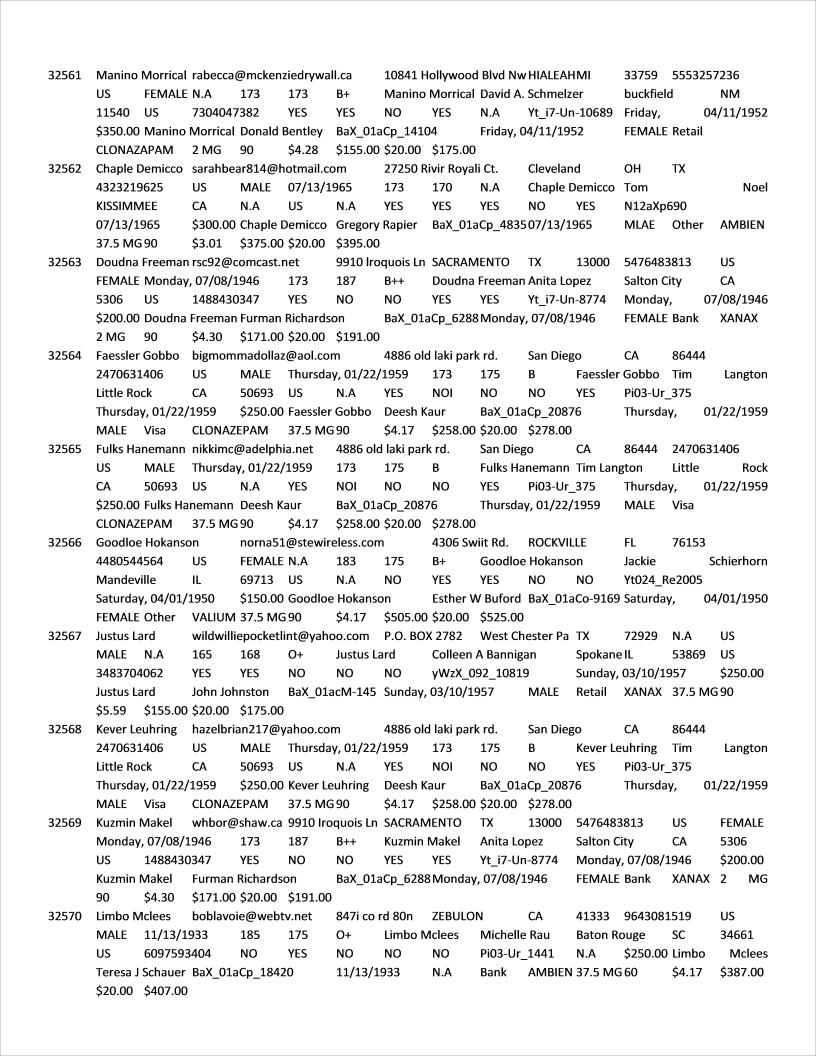 32561 Manino Morrical rabecca@mckenziedrywall.ca 10841 Hollywood Blvd Nw HIALEAHMI 33759 5553257236
US FEMALE N.A 173 173 B+ Manino Morrical David A. Schmelzer buckfield NM
11540 US 7304047382 YES YES NO YES N.A Yt_i7-Un-10689 Friday, 04/11/1952
$350.00 Manino Morrical Donald Bentley BaX_01aCp_14104 Friday, 04/11/1952 FEMALE Retail
CLONAZAPAM 2 MG 90 $4.28 $155.00 $20.00 $175.00
32562 Chaple Demicco sarahbear814@hotmail.com 27250 Rivir Royali Ct. Cleveland OH TX
4323219625 US MALE 07/13/1965 173 170 N.A Chaple Demicco Tom Noel
KISSIMMEE CA N.A US N.A YES YES YES NO YES N12aXp690
07/13/1965 $300.00 Chaple Demicco Gregory Rapier BaX_01aCp_4835 07/13/1965 MLAE Other AMBIEN
37.5 MG 90 $3.01 $375.00 $20.00 $395.00
32563 Doudna Freeman rsc92@comcast.net 9910 Iroquois Ln SACRAMENTO TX 13000 5476483813 US
FEMALE Monday, 07/08/1946 173 187 B++ Doudna Freeman Anita Lopez Salton City CA
5306 US 1488430347 YES NO NO YES YES Yt_i7-Un-8774 Monday, 07/08/1946
$200.00 Doudna Freeman Furman Richardson BaX_01aCp_6288 Monday, 07/08/1946 FEMALE Bank XANAX
2 MG 90 $4.30 $171.00 $20.00 $191.00
32564 Faessler Gobbo bigmommadollaz@aol.com 4886 old laki park rd. San Diego CA 86444
2470631406 US MALE Thursday, 01/22/1959 173 175 B Faessler Gobbo Tim Langton
Little Rock CA 50693 US N.A YES NOI NO NO YES Pi03-Ur_375
Thursday, 01/22/1959 $250.00 Faessler Gobbo Deesh Kaur BaX_01aCp_20876 Thursday, 01/22/1959
MALE Visa CLONAZEPAM 37.5 MG 90 $4.17 $258.00 $20.00 $278.00
32565 Fulks Hanemann nikkimc@adelphia.net 4886 old laki park rd. San Diego CA 86444 2470631406
US MALE Thursday, 01/22/1959 173 175 B Fulks Hanemann Tim Langton Little Rock
CA 50693 US N.A YES NOI NO NO YES Pi03-Ur_375 Thursday, 01/22/1959
$250.00 Fulks Hanemann Deesh Kaur BaX_01aCp_20876 Thursday, 01/22/1959 MALE Visa
CLONAZEPAM 37.5 MG 90 $4.17 $258.00 $20.00 $278.00
32566 Goodloe Hokanson norna51@stewireless.com 4306 Swiit Rd. ROCKVILLE FL 76153
4480544564 US FEMALE N.A 183 175 B+ Goodloe Hokanson Jackie Schierhorn
Mandeville IL 69713 US N.A NO YES YES NO NO Yt024_Re2005
Saturday, 04/01/1950 $150.00 Goodloe Hokanson Esther W Buford BaX_01aCo-9169 Saturday, 04/01/1950
FEMALE Other VALIUM 37.5 MG 90 $4.17 $505.00 $20.00 $525.00
32567 Justus Lard wildwilliepocketlint@yahoo.com P.O. BOX 2782 West Chester Pa TX 72929 N.A US
MALE N.A 165 168 O+ Justus Lard Colleen A Bannigan Spokane IL 53869 US
3483704062 YES YES NO NO NO yWzX_092_10819 Sunday, 03/10/1957 $250.00
Justus Lard John Johnston BaX_01acM-145 Sunday, 03/10/1957 MALE Retail XANAX 37.5 MG 90
$5.59 $155.00 $20.00 $175.00
32568 Kever Leuhring hazelbrian217@yahoo.com 4886 old laki park rd. San Diego CA 86444
2470631406 US MALE Thursday, 01/22/1959 173 175 B Kever Leuhring Tim Langton
Little Rock CA 50693 US N.A YES NOI NO NO YES Pi03-Ur_375
Thursday, 01/22/1959 $250.00 Kever Leuhring Deesh Kaur BaX_01aCp_20876 Thursday, 01/22/1959
MALE Visa CLONAZEPAM 37.5 MG 90 $4.17 $258.00 $20.00 $278.00
32569 Kuzmin Makel whbor@shaw.ca 9910 Iroquois Ln SACRAMENTO TX 13000 5476483813 US FEMALE
Monday, 07/08/1946 173 187 B++ Kuzmin Makel Anita Lopez Salton City CA 5306
US 1488430347 YES NO NO YES YES Yt_i7-Un-8774 Monday, 07/08/1946 $200.00
Kuzmin Makel Furman Richardson BaX_01aCp_6288 Monday, 07/08/1946 FEMALE Bank XANAX 2 MG
90 $4.30 $171.00 $20.00 $191.00
32570 Limbo Mclees boblavoie@webtv.net 847i co rd 80n ZEBULON CA 41333 9643081519 US
MALE 11/13/1933 185 175 O+ Limbo Mclees Michelle Rau Baton Rouge SC 34661
US 6097593404 NO YES NO NO NO Pi03-Ur_1441 N.A $250.00 Limbo Mclees
Teresa J Schauer BaX_01aCp_18420 11/13/1933 N.A Bank AMBIEN 37.5 MG 60 $4.17 $387.00
$20.00 $407.00